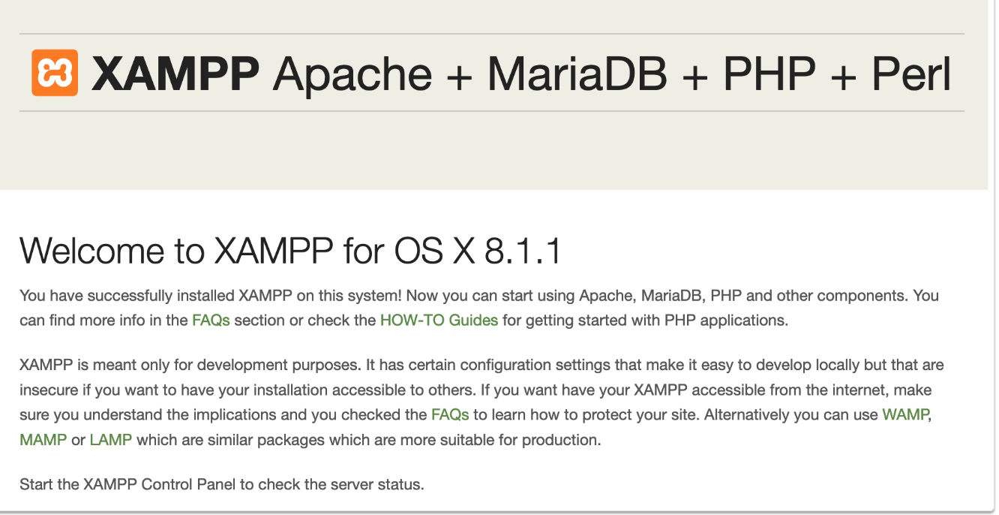 XAMPP Apache + MariaDB + PHP + Perl
Welcome to XAMPP for OS X 8.1.1
You have successfully installed XAMPP on this system! Now you can start using Apache, MariaDB, PHP and other components. You
can find more info in the FAQs section or check the HOW-TO Guides for getting started with PHP applications.
XAMPP is meant only for development purposes. It has certain configuration settings that make it easy to develop locally but that are
insecure if you want to have your installation accessible to others. If you want have your XAMPP accessible from the internet, make
sure you understand the implications and you checked the FAQs to learn how to protect your site. Alternatively you can use WAMP,
MAMP or LAMP which are similar packages which are more suitable for production.
Start the XAMPP Control Panel to check the server status.